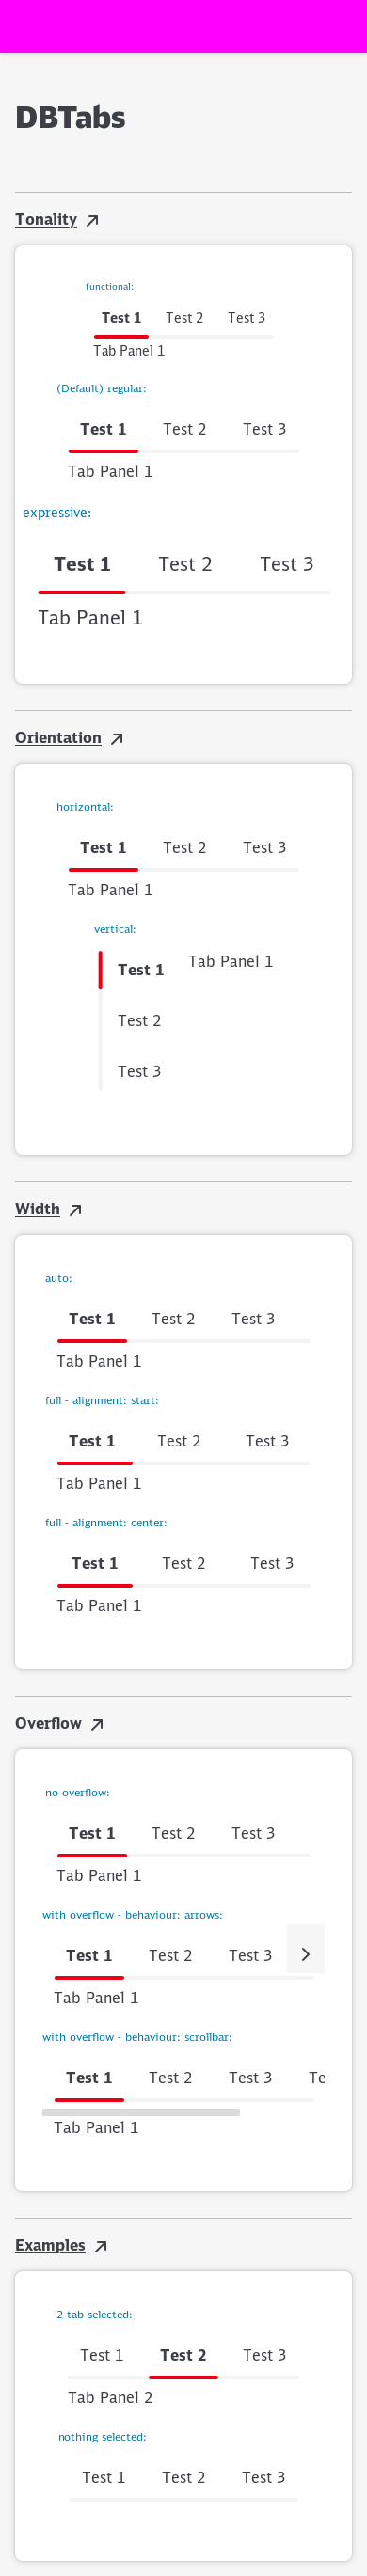 DBTabs
Tonality
functional:
Test 1 Test 2 Test 3
Tab Panel 1
(Default) regular:
Test 1 Test 2 Test 3
Tab Panel 1
expressive:
Test 1 Test 2 Test 3
Tab Panel 1
Orientation
horizontal:
Test 1 Test 2 Test 3
Tab Panel 1
vertical:
Test 1 Tab Panel 1
Test 2
Test 3
Width
auto:
Test 1 Test 2 Test 3
Tab Panel 1
full - alignment: start:
Test 1 Test 2 Test 3
Tab Panel 1
full - alignment: center:
Test 1 Test 2 Test 3
Tab Panel 1
Overflow
no overflow:
Test 1 Test 2 Test 3
Tab Panel 1
with overflow - behaviour: arrows:
Test 1 Test 2 Test 3
Tab Panel 1
with overflow - behaviour: scrollbar:
Test 1 Test 2 Test 3 Te
Tab Panel 1
Examples
2 tab selected:
Test 1 Test 2 Test 3
Tab Panel 2
nothing selected:
Test 1 Test 2 Test 3